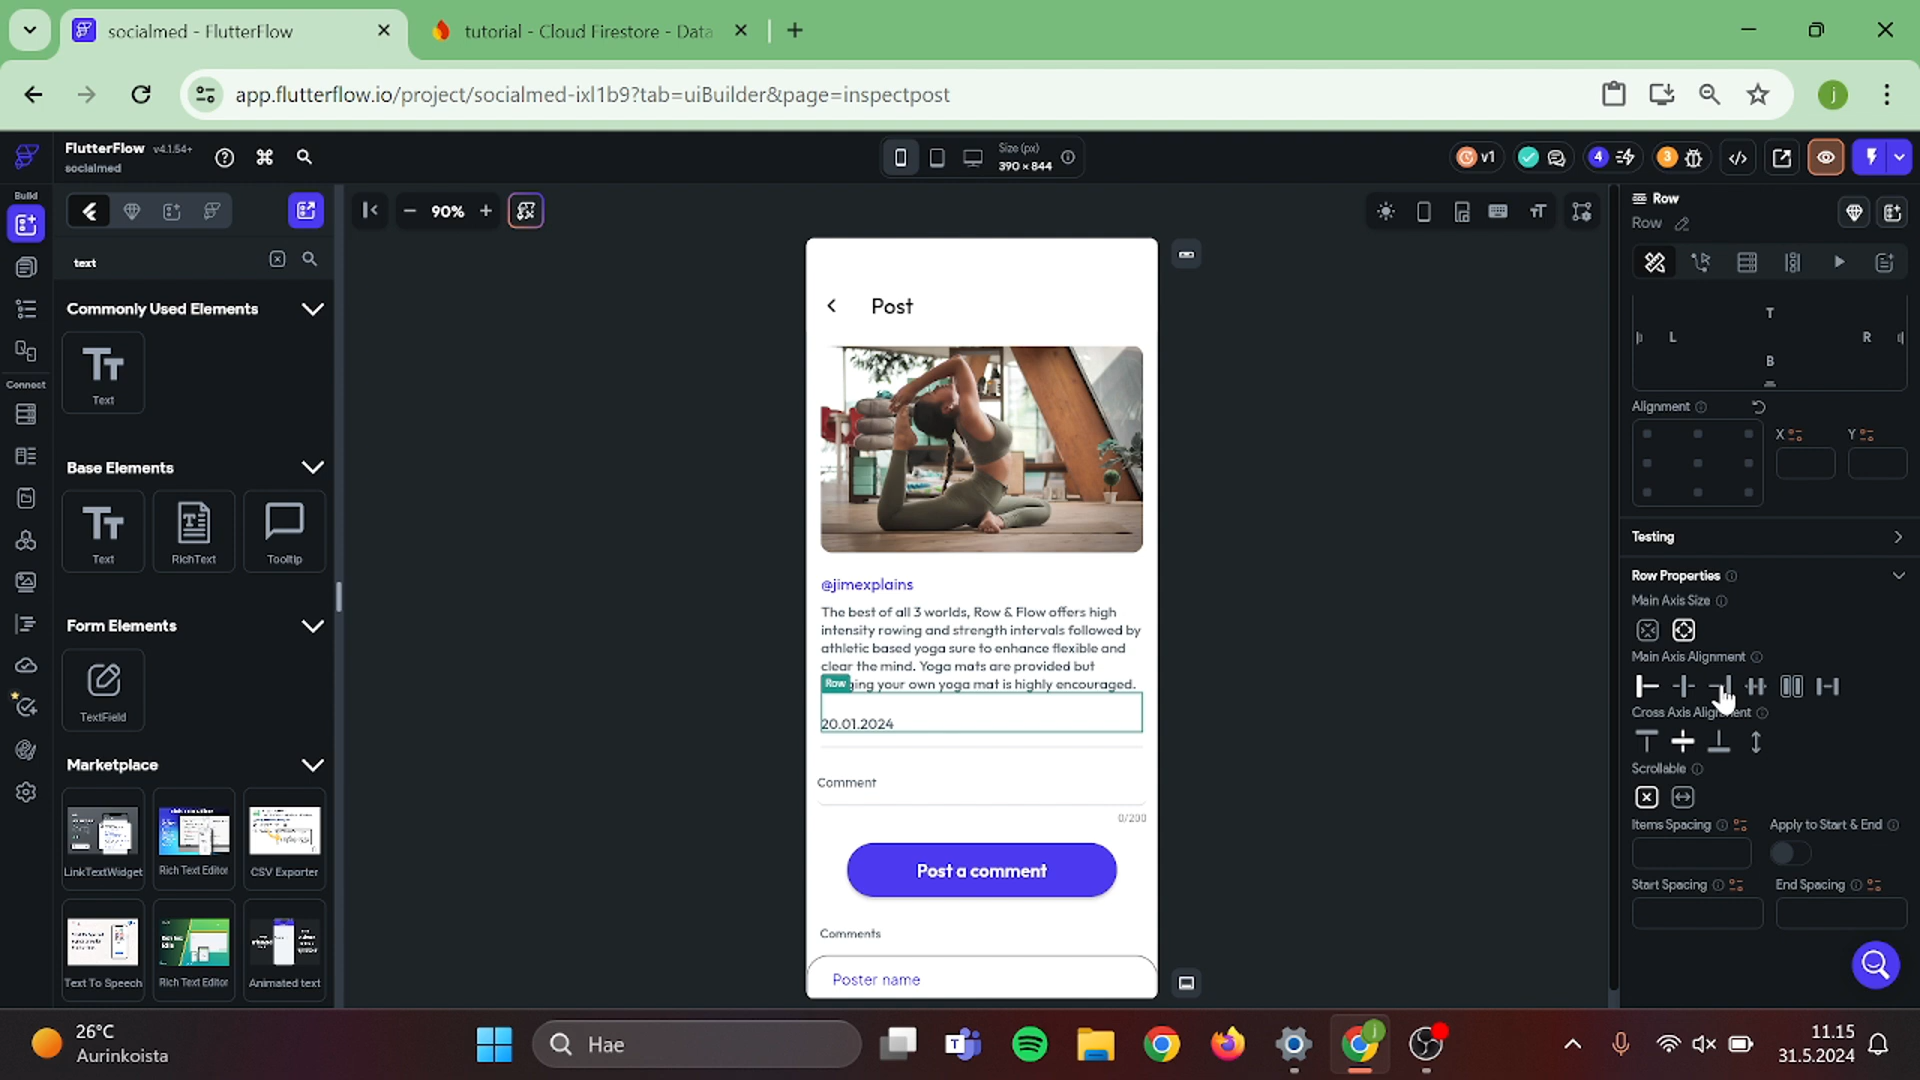 socialmed - FlutterFlow
tutorial - Cloud Firestore - Data
app.flutterflow.io/project/socialmed-ixl1b9?tab=uiBuilder&page=inspectpost
j
FlutterFlow v4.1.54+
socialmed
Size (px)
390 × 844
v1
4
3
Build
Connect
text
Commonly Used Elements
Text
Base Elements
Text
RichText
Tooltip
Form Elements
TextField
Marketplace
LinkTextWidget
Rich Text Editor
CSV Exporter
Text To Speech
Rich Text Editor
Animated text
90%
Post
@jimexplains
The best of all 3 worlds, Row & Flow offers high
intensity rowing and strength intervals followed by
athletic based yoga sure to enhance flexible and
clear the mind. Yoga mats are provided but
ging your own yoga mat is highly encouraged.
Row
20.01.2024
Comment
0/200
Post a comment
Comments
Poster name
Row
Row
T
L
R
B
Alignment
X
Y
Testing
Row Properties
Main Axis Size
Main Axis Alignment
Cross Axis Alignment
Scrollable
Items Spacing
Apply to Start & End
Start Spacing
End Spacing
26°C
Aurinkoista
Hae
11.15
31.5.2024